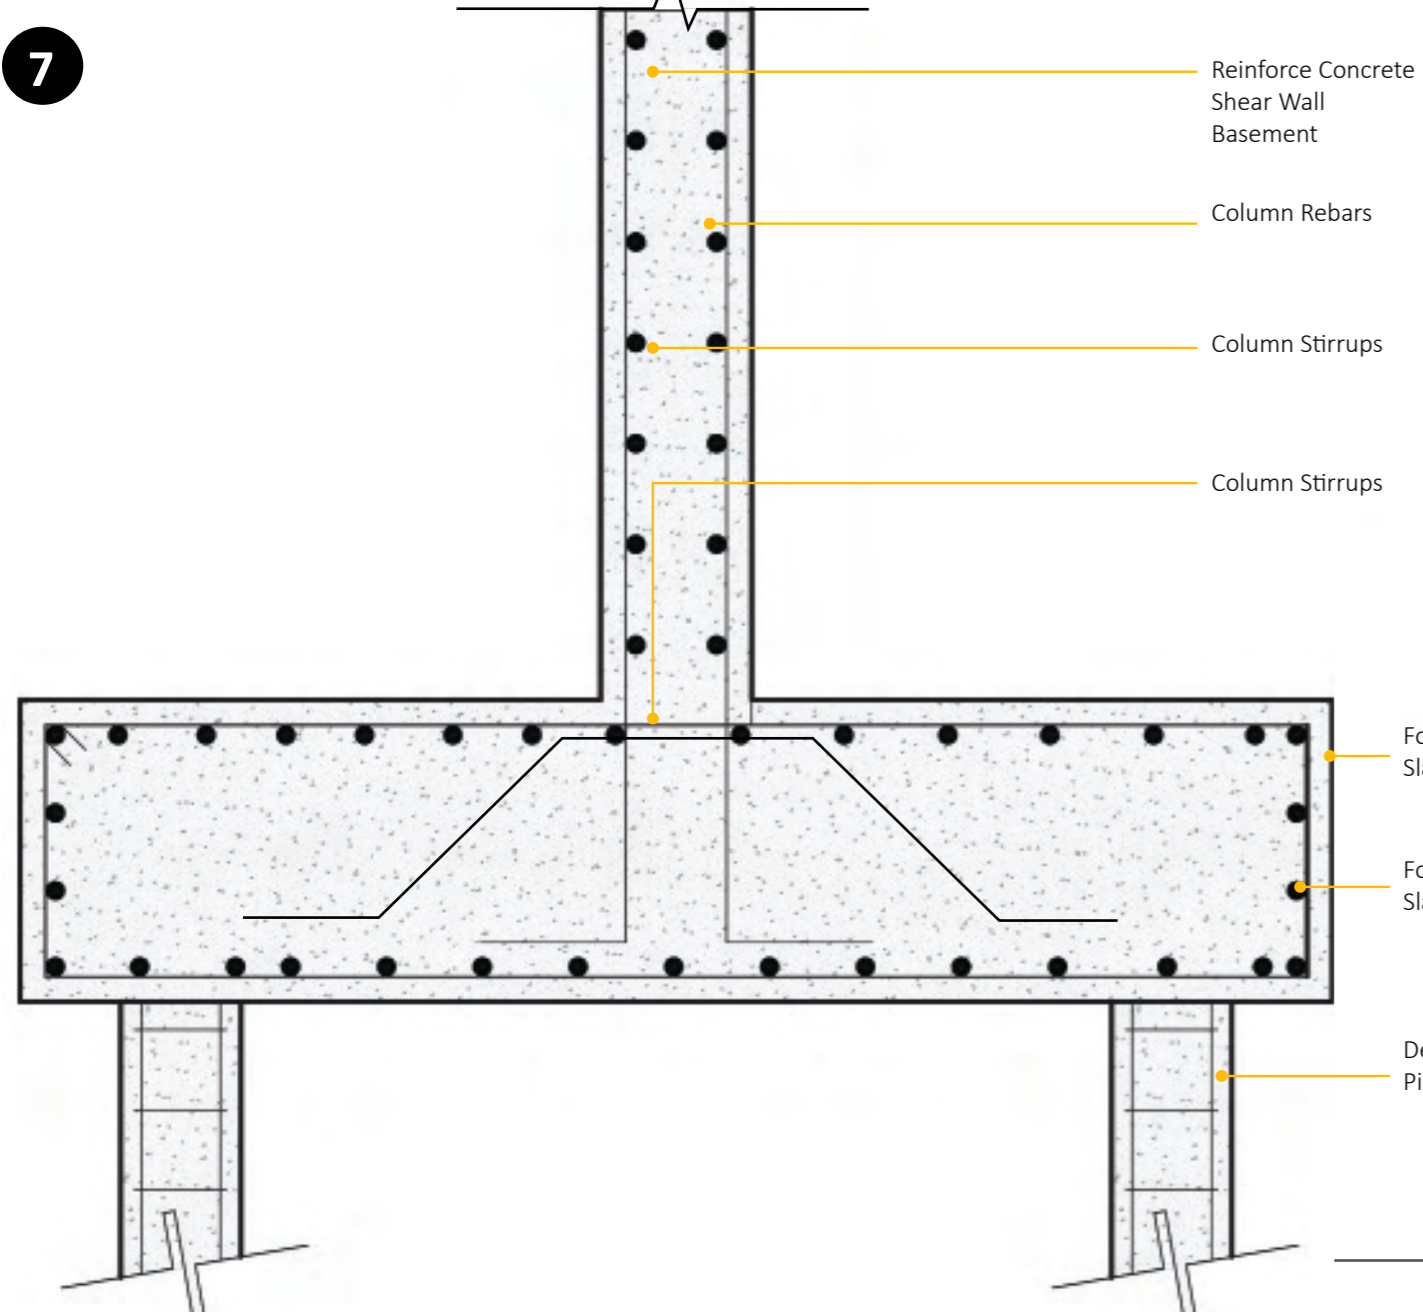 7
Reinforce Concrete
Shear Wall
Basement
Column Rebars
Column Stirrups
Column Stirrups